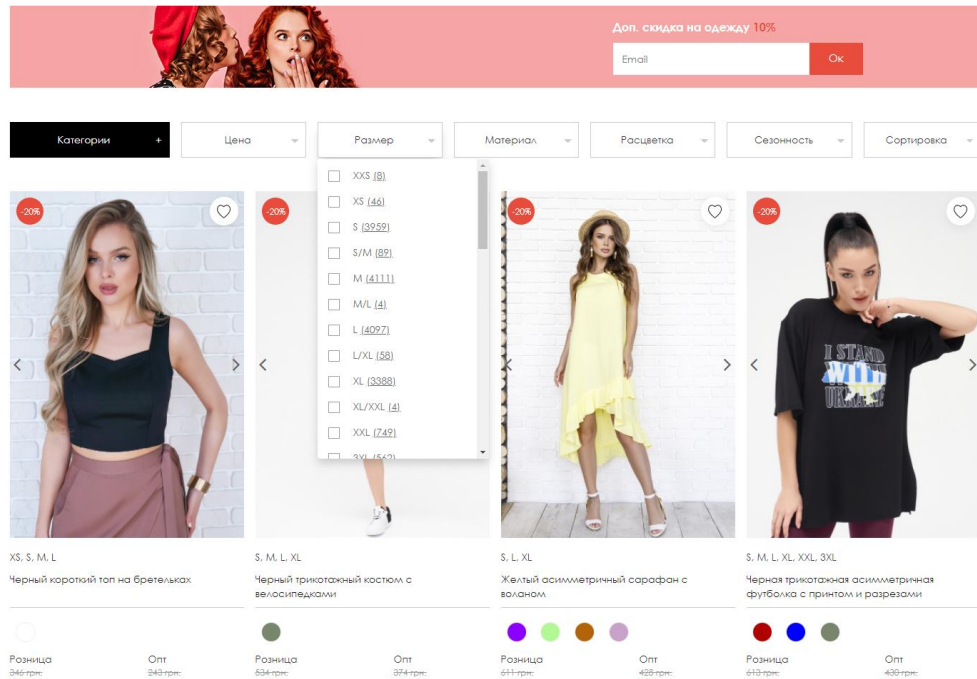 Доп. скидка на одежду 10%
Email
Ок
Категории +
Цена
Размер
Материал
Расцветка
Сезонность
Сортировка
XXS (8)
XS (46)
S (3959)
S/M (89)
M (4111)
M/L (4)
L (4097)
L/XL (58)
XL (3388)
XL/XXL (4)
XXL (749)
3XL (562)
-20%
-20%
-20%
-20%
I STAND
WITH
UKRAINE
XS, S, M, L
Черный короткий топ на бретельках
Розница
Опт
346 грн.
243 грн.
S, M, L, XL
Черный трикотажный костюм с
велосипедками
Розница
Опт
534 грн.
374 грн.
S, L, XL
Желтый асимметричный сарафан с
воланом
Розница
Опт
611 грн.
428 грн.
S, M, L, XL, XXL, 3XL
Черная трикотажная асимметричная
футболка с принтом и разрезами
Розница
Опт
613 грн.
430 грн.